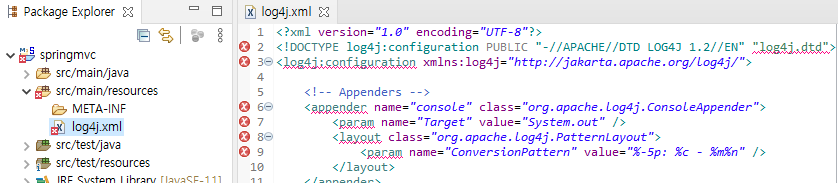 Package Explorer
springmvc
src/main/java
src/main/resources
META-INF
log4j.xml
src/test/java
src/test/resources
JRE System Library [JavaSE-11]
log4j.xml
1 <?xml version="1.0" encoding="UTF-8"?>
2 <!DOCTYPE log4j:configuration PUBLIC "-//APACHE//DTD LOG4J 1.2//EN" "log4j.dtd">
3 <log4j:configuration xmlns:log4j="http://jakarta.apache.org/log4j/">
4
5 <!-- Appenders -->
6 <appender name="console" class="org.apache.log4j.ConsoleAppender">
7 <param name="Target" value="System.out" />
8 <layout class="org.apache.log4j.PatternLayout">
9 <param name="ConversionPattern" value="%-5p: %c - %m%n" />
10 </layout>
11 </appender>